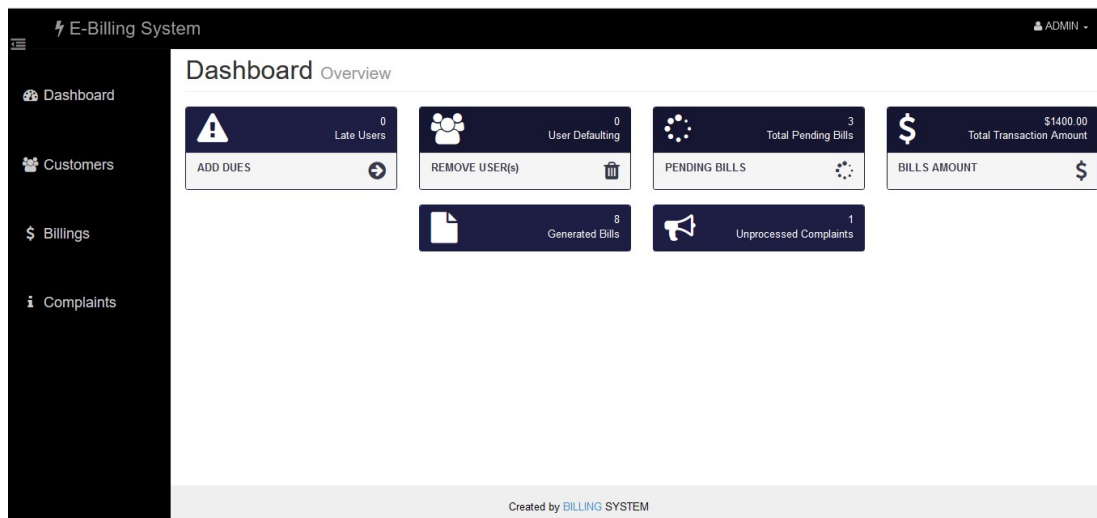 E-Billing System
ADMIN
Dashboard Overview
Dashboard
Customers
Billings
Complaints
0
Late Users
ADD DUES
0
User Defaulting
REMOVE USER(s)
3
Total Pending Bills
PENDING BILLS
$1400.00
Total Transaction Amount
BILLS AMOUNT
8
Generated Bills
1
Unprocessed Complaints
Created by BILLING SYSTEM